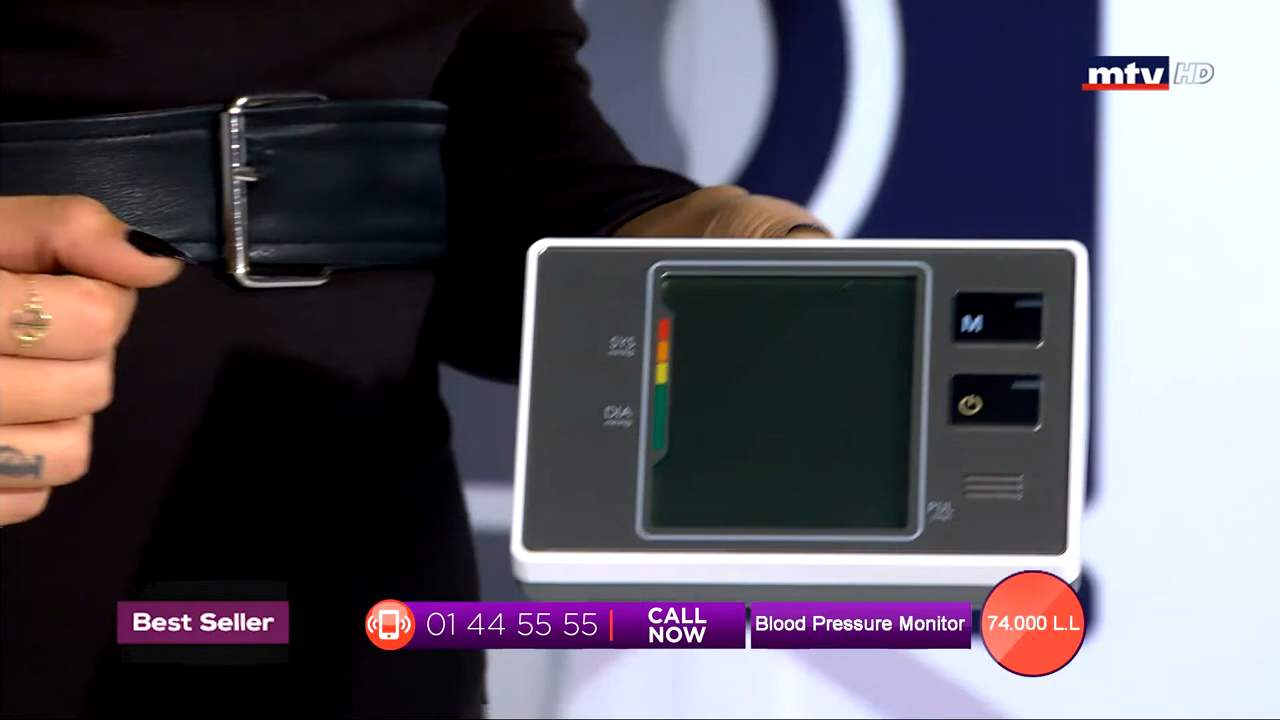 mtv HD
SYS
DIA
M
PUL
Best Seller
01 44 55 55
CALL
NOW
Blood Pressure Monitor
74.000 L.L